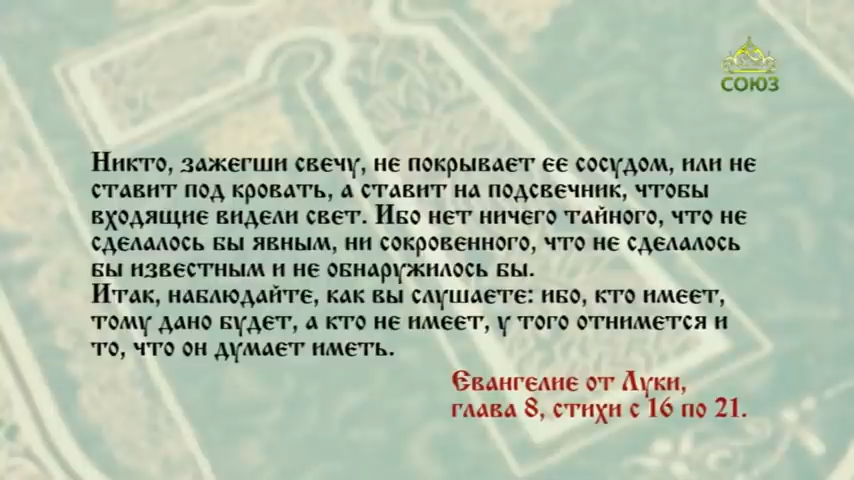 СОЮЗ
Никто, зажегши свечу, не покрывает ее сосудом, или не
ставит под кровать, а ставит на подсвечник, чтобы
входящие видели свет. Ибо нет ничего тайного, что не
сделалось бы явным, ни сокровенного, что не сделалось
бы известным и не обнаружилось бы.
Итак, наблюдайте, как вы слушаете: ибо, кто имеет,
тому дано будет, а кто не имеет, у того отнимется и
то, что он думает иметь.
Евангелие от Луки,
глава 8, стихи с 16 по 21.